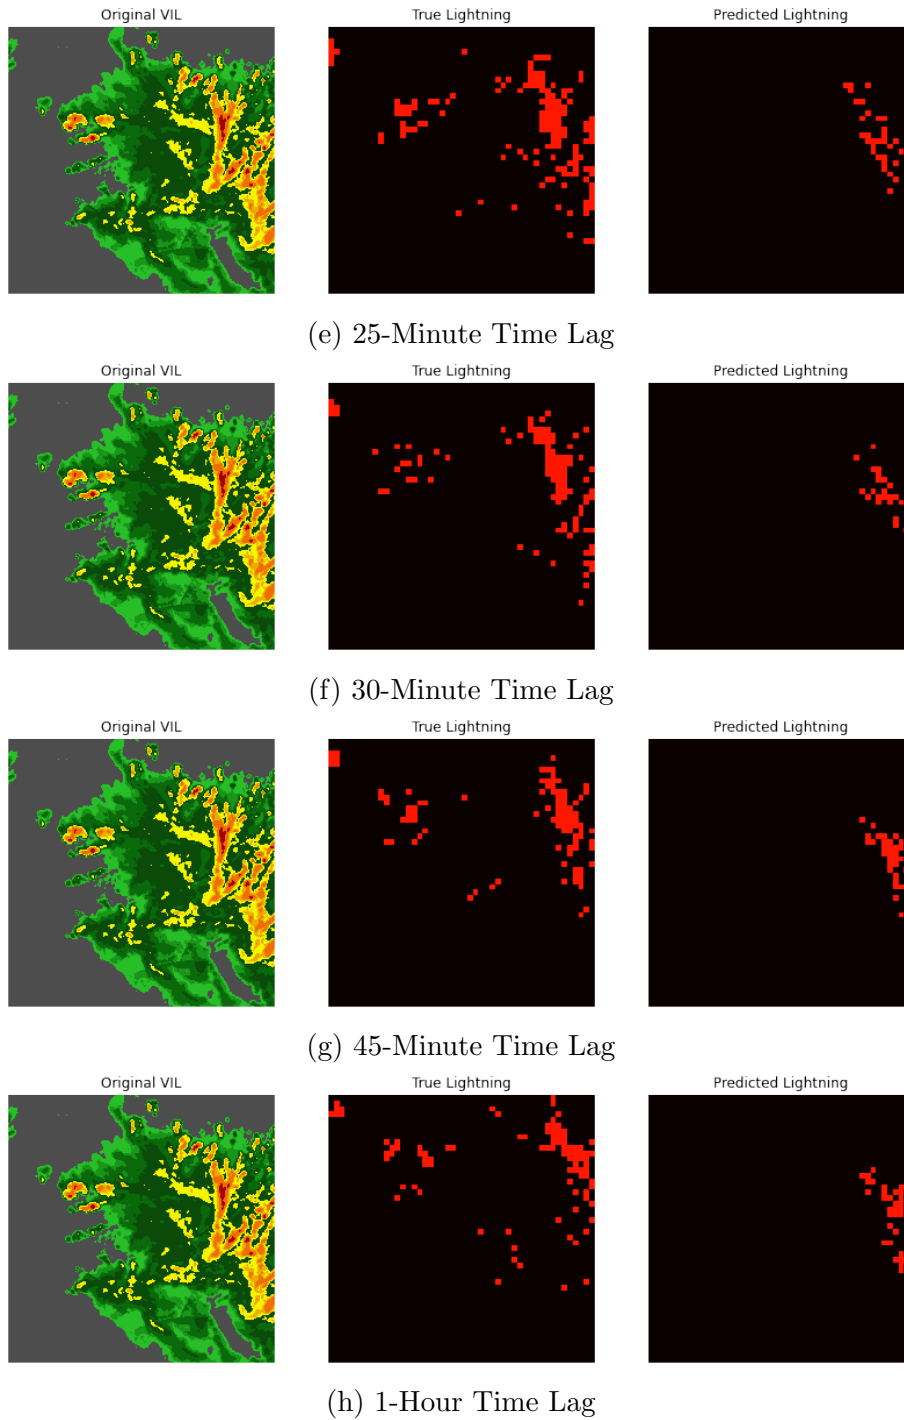 Original VIL True Lightning Predicted Lightning
(e) 25-Minute Time Lag
Original VIL True Lightning Predicted Lightning
(f) 30-Minute Time Lag
Original VIL True Lightning Predicted Lightning
(g) 45-Minute Time Lag
Original VIL True Lightning Predicted Lightning
(h) 1-Hour Time Lag